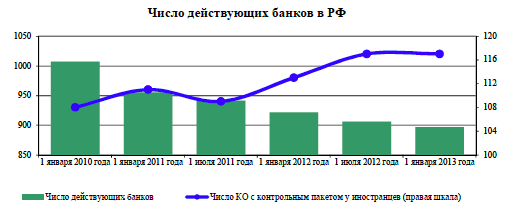 Число действующих банков в РФ
1050 120
1000 116
950 112
108
900 104
850 100
1 января 2010 года 1 января 2011 года 1 июля 2011 года 1 января 2012 года 1 июля 2012 года 1 января 2013 года
Число действующих банков Число КО с контрольным пакетом у иностранцев (правая шкала)